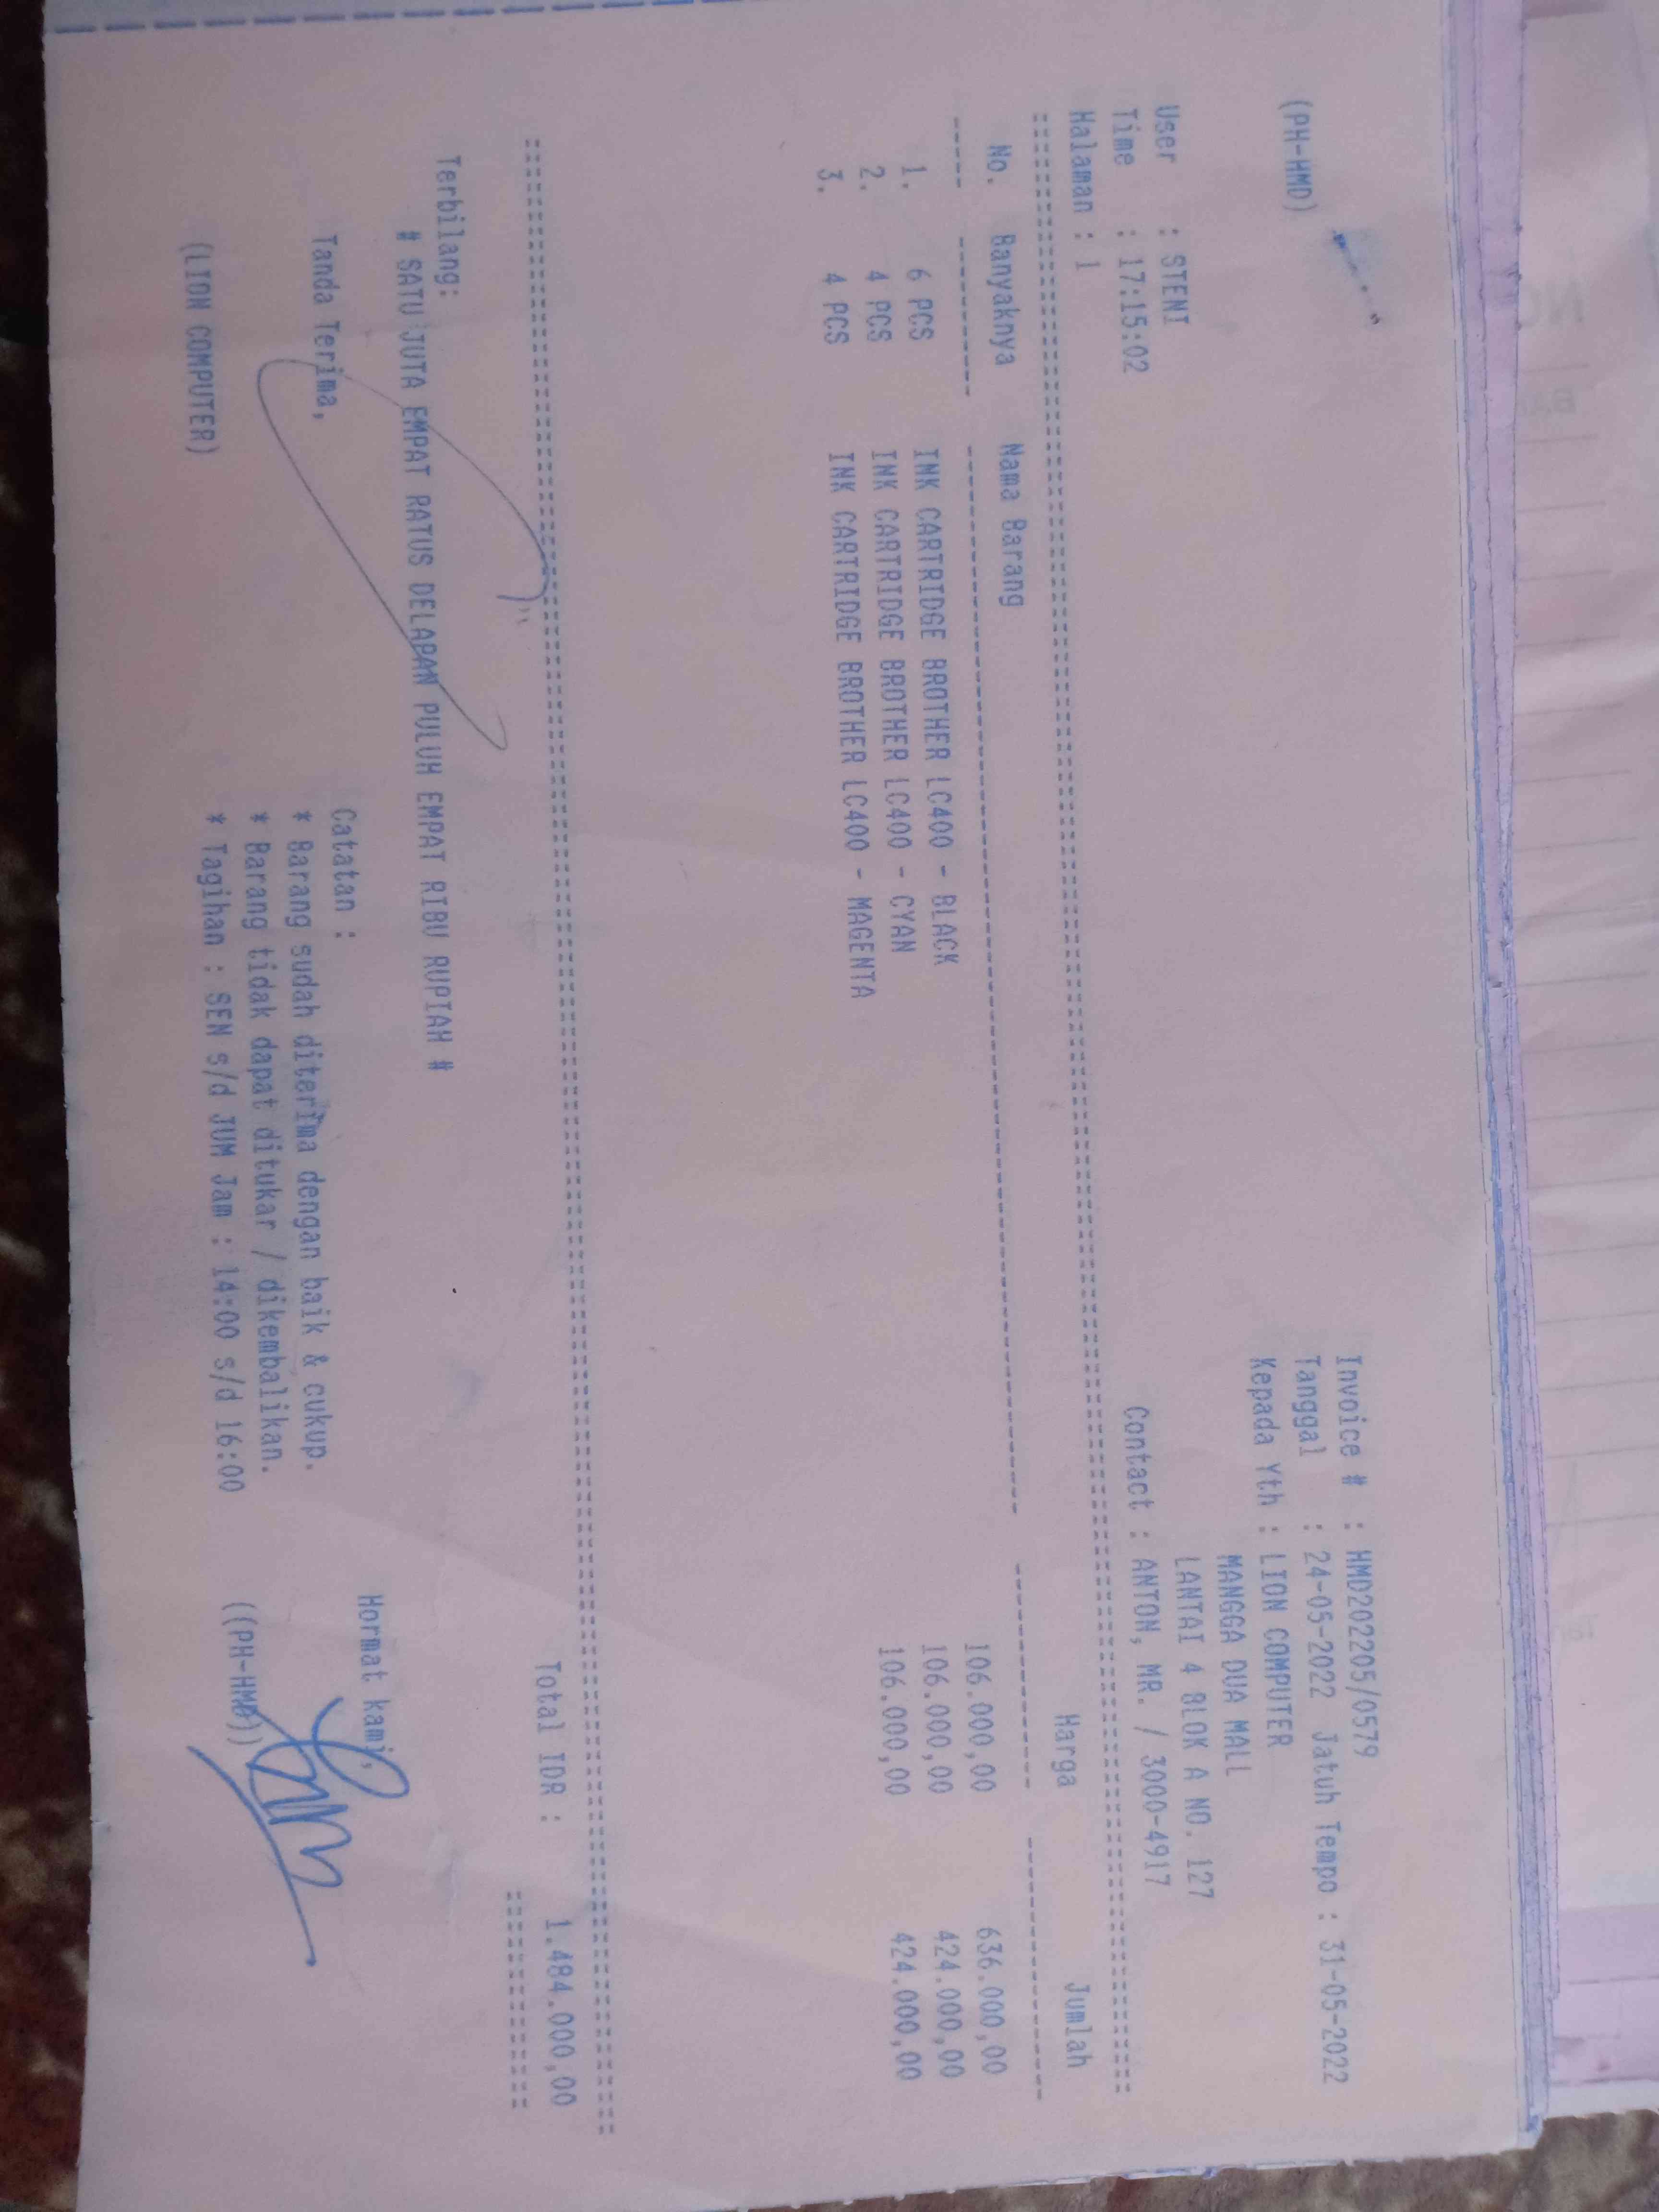 (PH-HMD)
Invoice # : HMD202205/0579
Tanggal : 24-05-2022 Jatuh Tempo : 31-05-2022
Kepada Yth : LION COMPUTER
MANGGA DUA MALL
LANTAI 4 BLOK A NO. 127
Contact : ANTON, MR. / 3000-4917
User : STENI
Time : 17:15:02
Halaman : 1
No. Banyaknya Nama Barang Harga Jumlah
1. 6 PCS INK CARTRIDGE BROTHER LC400 - BLACK 106.000,00 636.000,00
2. 4 PCS INK CARTRIDGE BROTHER LC400 - CYAN 106.000,00 424.000,00
3. 4 PCS INK CARTRIDGE BROTHER LC400 - MAGENTA 106.000,00 424.000,00
Total IDR : 1.484.000,00
Terbilang:
# SATU JUTA EMPAT RATUS DELAPAN PULUH EMPAT RIBU RUPIAH #
Tanda Terima,
(LION COMPUTER)
Catatan :
* Barang sudah diterima dengan baik & cukup.
* Barang tidak dapat ditukar / dikembalikan.
* Tagihan : SEN s/d JUM Jam : 14:00 s/d 16:00
Hormat kami,
((PH-HMD))